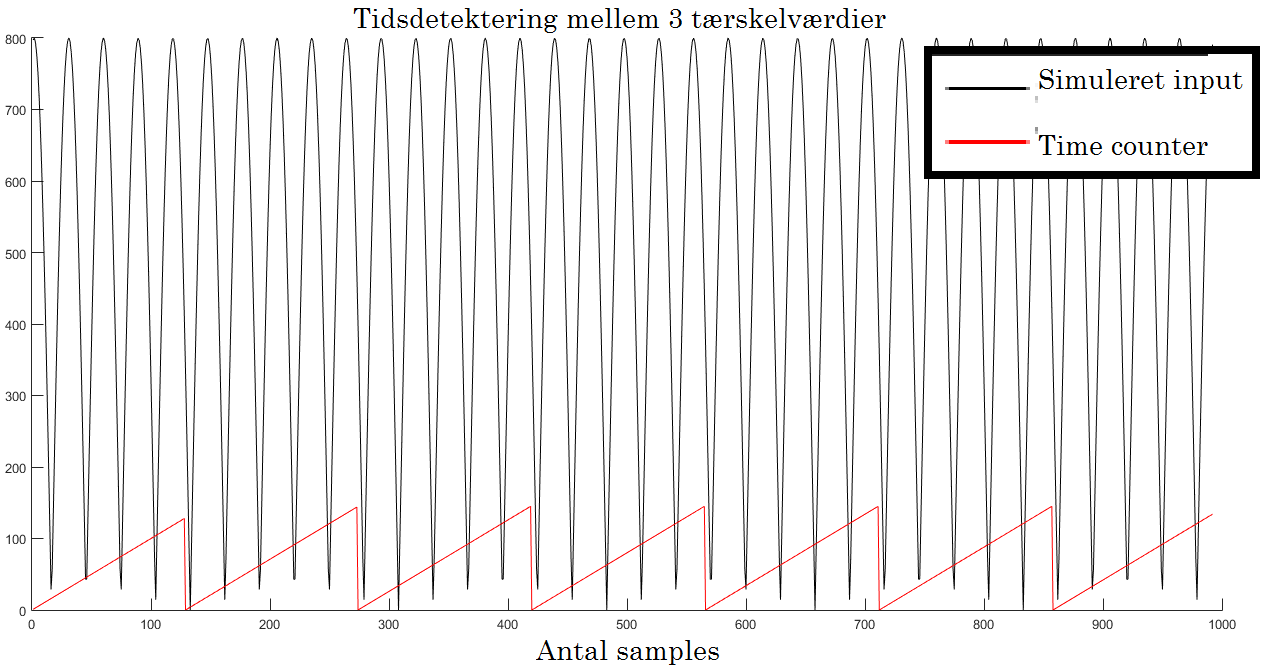 Tidsdetektering mellem 3 tærskelværdier
Simuleret input
Time counter
800
700
600
500
400
300
200
100
0
0 100 200 300 400 500 600 700 800 900 1000
Antal samples